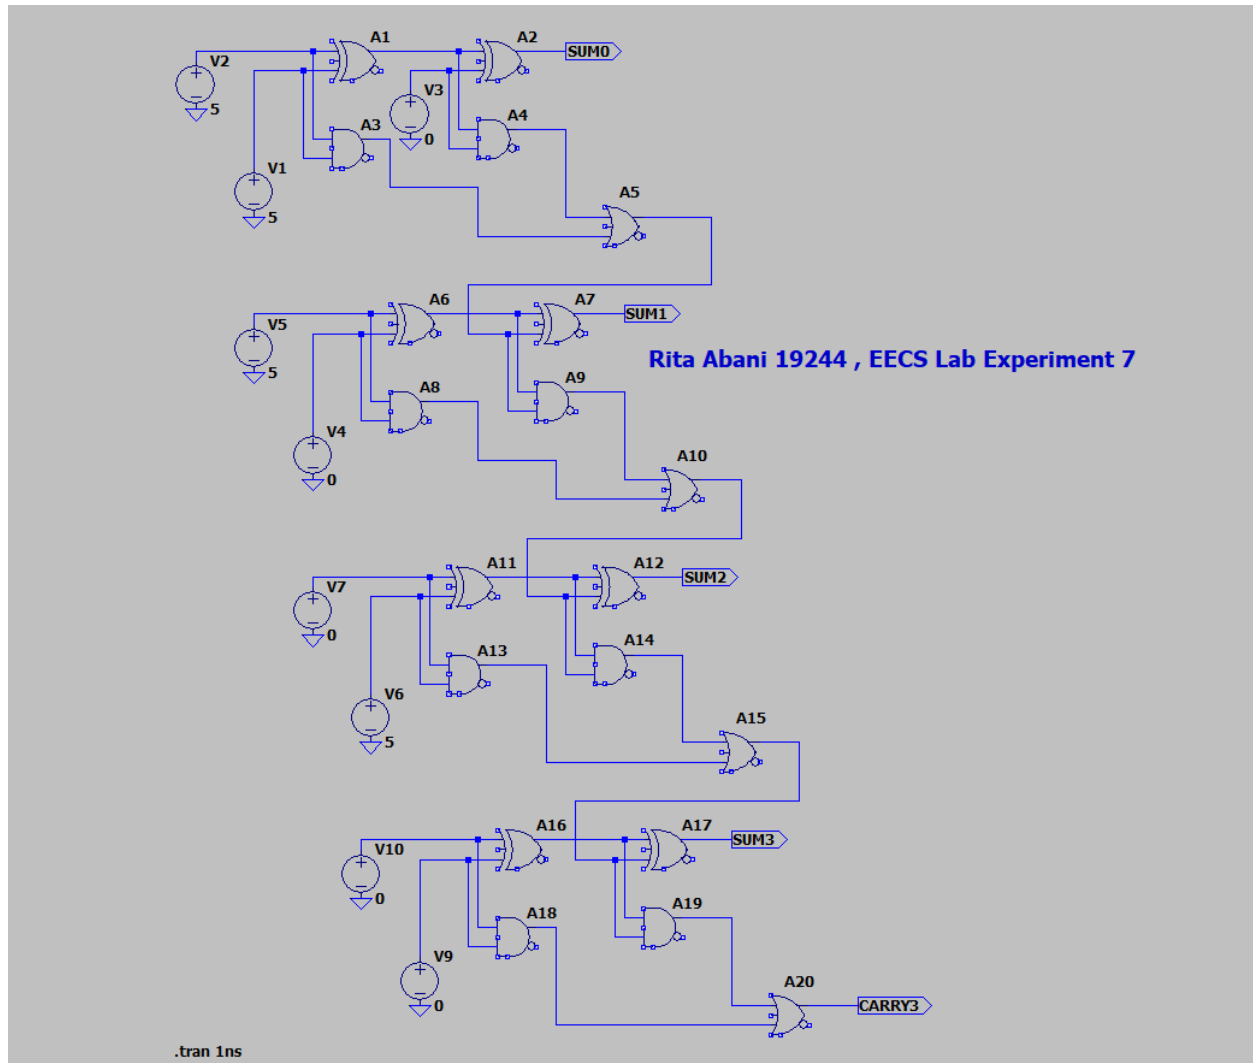 A1 A2 SUM0
V2
V3
5 A3 A4
0
V1
A5
5
A6 A7 SUM1
V5
Rita Abani 19244 , EECS Lab Experiment 7
5 A8 A9
V4
A10
0
A11 A12 SUM2
V7
0 A13 A14
V6
A15
5
A16 A17 SUM3
V10
0 A18 A19
V9
A20
0 CARRY3
.tran 1ns